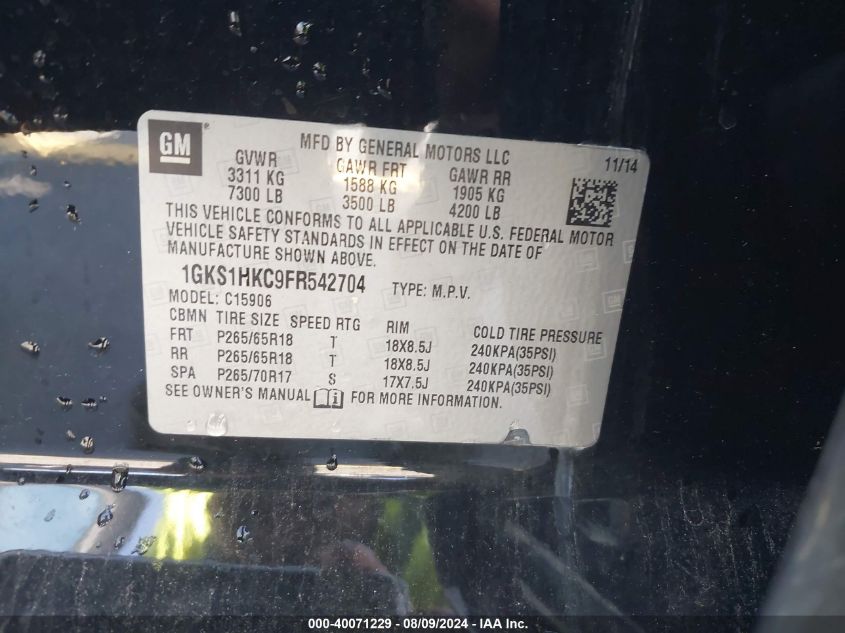 GM ®
MFD BY GENERAL MOTORS LLC
11/14
GVWR GAWR FRT GAWR RR
3311 KG 1588 KG 1905 KG
7300 LB 3500 LB 4200 LB
THIS VEHICLE CONFORMS TO ALL APPLICABLE U.S. FEDERAL MOTOR
VEHICLE SAFETY STANDARDS IN EFFECT ON THE DATE OF
MANUFACTURE SHOWN ABOVE.
1GKS1HKC9FR542704 TYPE: M.P.V.
MODEL: C15906
CBMN TIRE SIZE SPEED RTG RIM COLD TIRE PRESSURE
FRT P265/65R18 T 18X8.5J 240KPA(35PSI)
RR P265/65R18 T 18X8.5J 240KPA(35PSI)
SPA P265/70R17 S 17X7.5J 240KPA(35PSI)
SEE OWNER'S MANUAL FOR MORE INFORMATION.
000-40071229 - 08/09/2024 - IAA Inc.